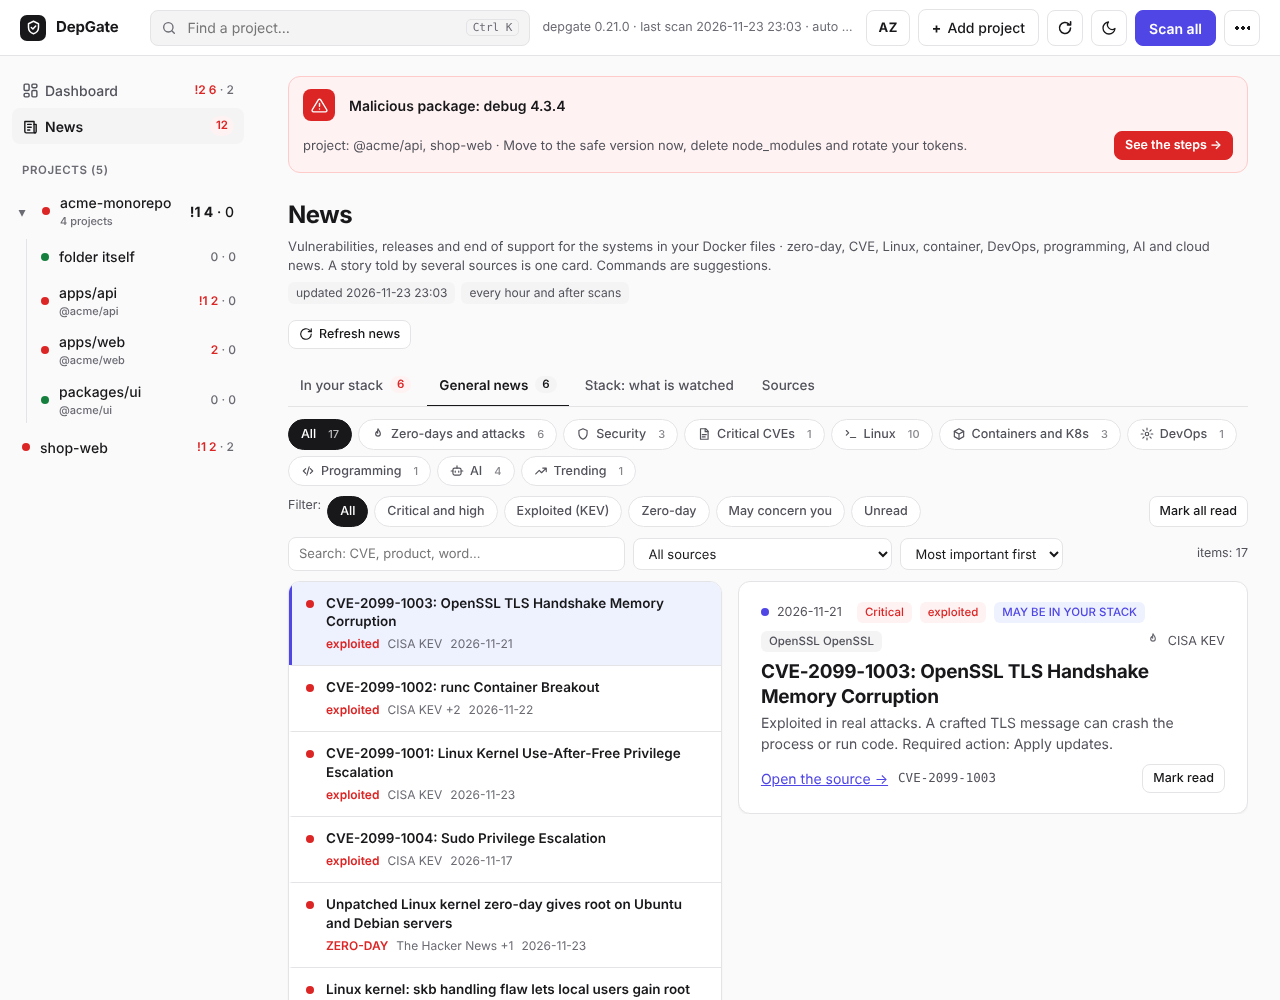 DepGate
Find a project...
Ctrl K
depgate 0.21.0 · last scan 2026-11-23 23:03 · auto ...
AZ
+ Add project
Scan all
Dashboard
!2 6 · 2
News
12
PROJECTS (5)
acme-monorepo
4 projects
!1 4 · 0
folder itself
0 · 0
apps/api
@acme/api
!1 2 · 0
apps/web
@acme/web
2 · 0
packages/ui
@acme/ui
0 · 0
shop-web
!1 2 · 2
Malicious package: debug 4.3.4
project: @acme/api, shop-web · Move to the safe version now, delete node_modules and rotate your tokens.
See the steps →
News
Vulnerabilities, releases and end of support for the systems in your Docker files · zero-day, CVE, Linux, container, DevOps, programming, AI and cloud
news. A story told by several sources is one card. Commands are suggestions.
updated 2026-11-23 23:03
every hour and after scans
Refresh news
In your stack 6
General news 6
Stack: what is watched
Sources
All 17
Zero-days and attacks 6
Security 3
Critical CVEs 1
Linux 10
Containers and K8s 3
DevOps 1
Programming 1
AI 4
Trending 1
Filter:
All
Critical and high
Exploited (KEV)
Zero-day
May concern you
Unread
Mark all read
Search: CVE, product, word...
All sources
Most important first
items: 17
CVE-2099-1003: OpenSSL TLS Handshake Memory
Corruption
exploited CISA KEV 2026-11-21
CVE-2099-1002: runc Container Breakout
exploited CISA KEV +2 2026-11-22
CVE-2099-1001: Linux Kernel Use-After-Free Privilege
Escalation
exploited CISA KEV 2026-11-23
CVE-2099-1004: Sudo Privilege Escalation
exploited CISA KEV 2026-11-17
Unpatched Linux kernel zero-day gives root on Ubuntu
and Debian servers
ZERO-DAY The Hacker News +1 2026-11-23
Linux kernel: skb handling flaw lets local users gain root
2026-11-21
Critical
exploited
MAY BE IN YOUR STACK
OpenSSL OpenSSL
CISA KEV
CVE-2099-1003: OpenSSL TLS Handshake
Memory Corruption
Exploited in real attacks. A crafted TLS message can crash the
process or run code. Required action: Apply updates.
Open the source →
CVE-2099-1003
Mark read